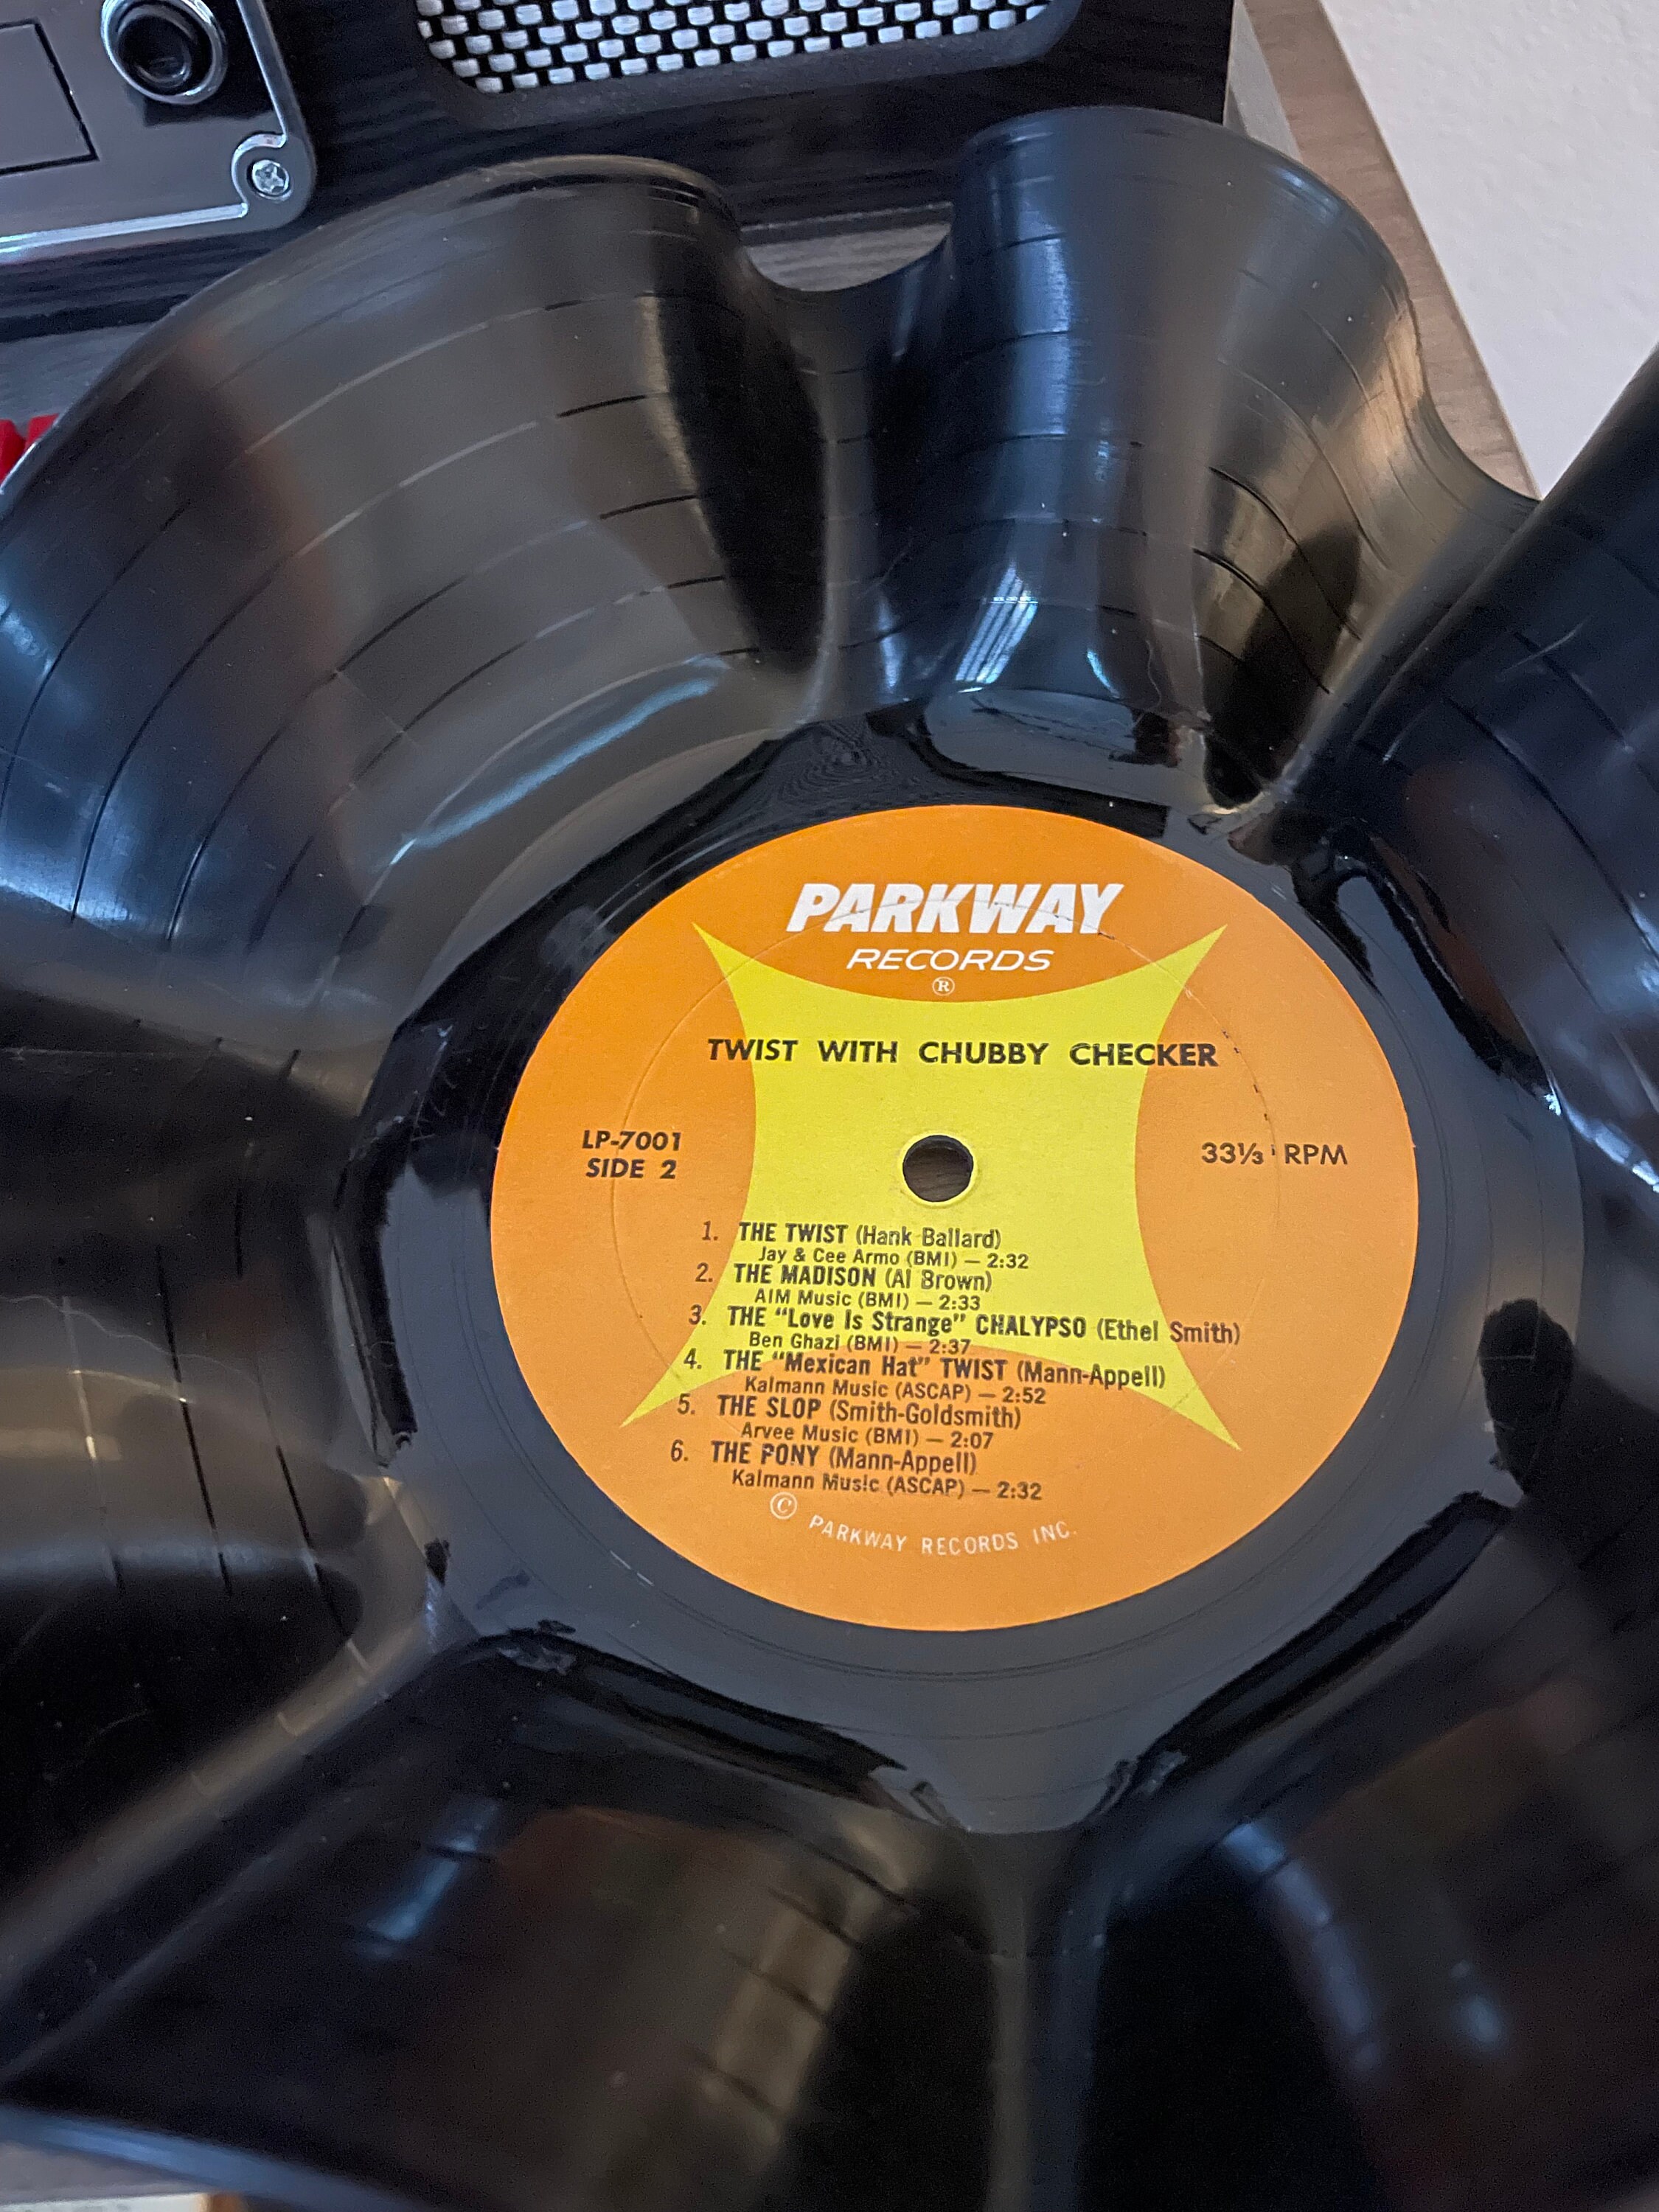 PARKWAY
RECORDS
®
TWIST WITH CHUBBY CHECKER
LP-7001
SIDE 2
33⅓ RPM
1. THE TWIST (Hank Ballard)
Jay & Cee Armo (BMI) — 2:32
2. THE MADISON (Al Brown)
AIM Music (BMI) — 2:33
3. THE "Love Is Strange" CHALYPSO (Ethel Smith)
Ben Ghazi (BMI) — 2:37
4. THE "Mexican Hat" TWIST (Mann-Appell)
Kalmann Music (ASCAP) — 2:52
5. THE SLOP (Smith-Goldsmith)
Arvee Music (BMI) — 2:07
6. THE PONY (Mann-Appell)
Kalmann Music (ASCAP) — 2:32
© PARKWAY RECORDS INC.